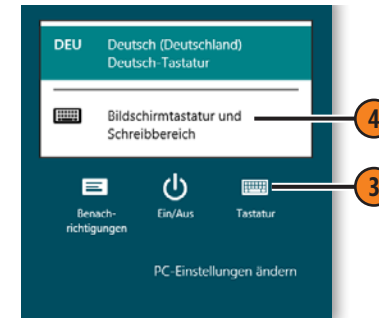 DEU Deutsch (Deutschland)
Deutsch-Tastatur
Bildschirmtastatur und
Schreibbereich
4
3
Benach-
richtigungen
Ein/Aus
Tastatur
PC-Einstellungen ändern